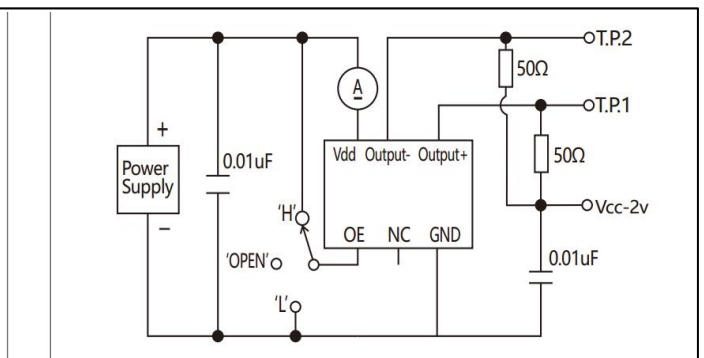 T.P.2
50Ω
A
T.P.1
+
Vdd Output- Output+
Power
Supply
0.01uF
50Ω
'H'
Vcc-2v
−
OE NC GND
'OPEN'
0.01uF
'L'